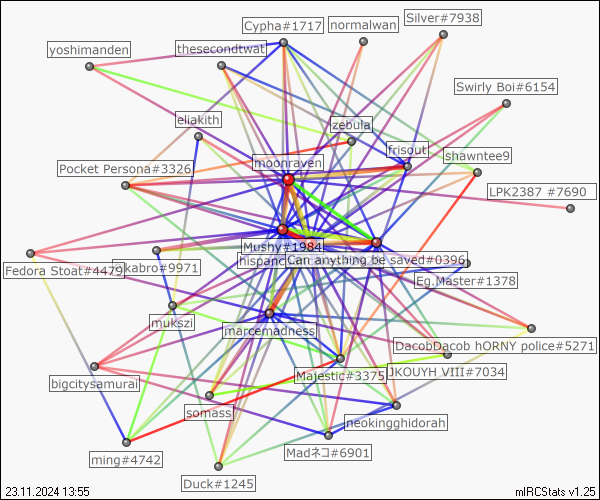 Cypha#1717
normalwan
Silver#7938
yoshimanden
thesecondtwat
Swirly Boi#6154
eliakith
zebula
frisout
shawntee9
moonraven
Pocket Persona#3326
LPK2387 #7690
Mushy#1984
hispanc
Can anything be saved#0396
Fedora Stoat#4479
kabro#9971
Eg.Master#1378
mukszi
marcemadness
DacobDacob hORNY police#5271
Majestic#3375
JKOUYH VIII#7034
bigcitysamurai
somass
neokingghidorah
ming#4742
Madネコ#6901
Duck#1245
23.11.2024 13:55
mIRCStats v1.25